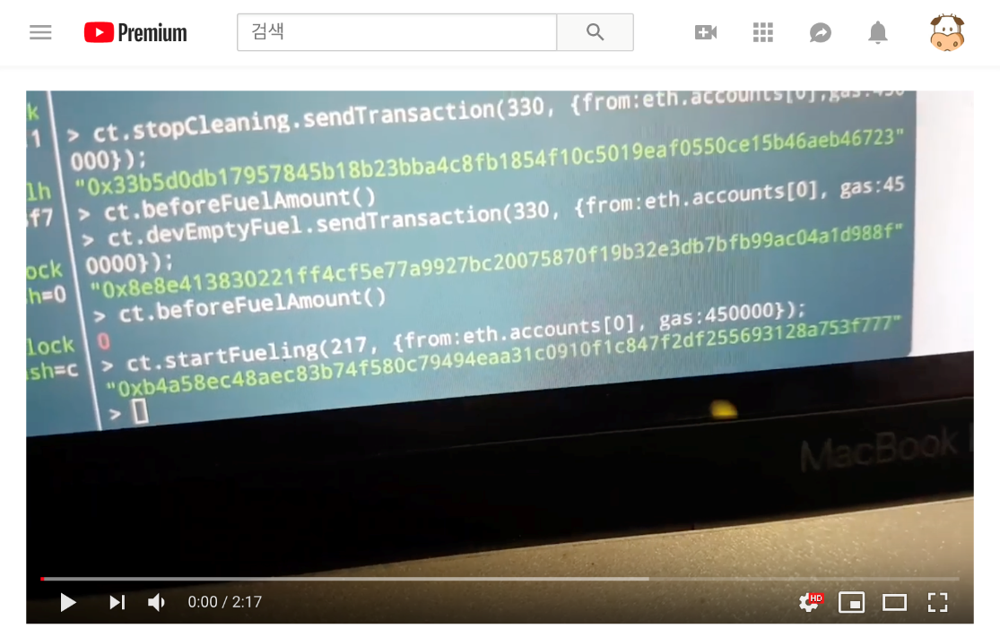 Premium
검색
k
> ct.stopCleaning.sendTransaction(330, {from:eth.accounts[0],gas:450
1
000});
"0x33b5d0db17957845b18b23bba4c8fb1854f10c5019eaf0550ce15b46aeb46723"
lh
> ct.beforeFuelAmount()
f7
> ct.devEmptyFuel.sendTransaction(330, {from:eth.accounts[0], gas:45
0000});
ock
"0x8e8e413830221ff4cf5e77a9927bc20075870f19b32e3db7bfb99ac04a1d988f"
h=0
> ct.beforeFuelAmount()
0
lock
> ct.startFueling(217, {from:eth.accounts[0], gas:450000});
sh=c
"0xb4a58ec48aec83b74f580c79494eaa31c0910f1c847f2df255693128a753f777"
>
MacBook
0:00 / 2:17
HD